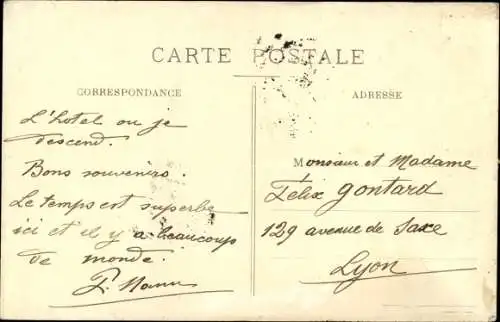 CARTE POSTALE
CORRESPONDANCE
L'hotel ou je
descend.
Bons souvenirs.
Le temps est superbe
ici et il y a beaucoup
de monde.
ADRESSE
Monsieur et Madame
Félix Gontard
129 avenue de Saxe
Lyon